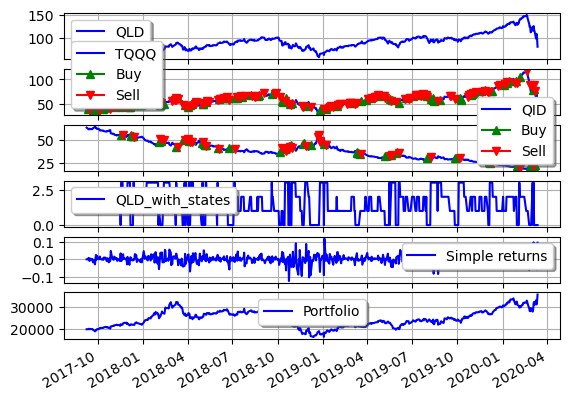 150
100
QLD
TQQQ
Buy
Sell
100
50
QID
Buy
Sell
50
25
2.5
0.0
QLD_with_states
0.1
0.0
−0.1
Simple returns
30000
20000
Portfolio
2017-10
2018-01
2018-04
2018-07
2018-10
2019-01
2019-04
2019-07
2019-10
2020-01
2020-04